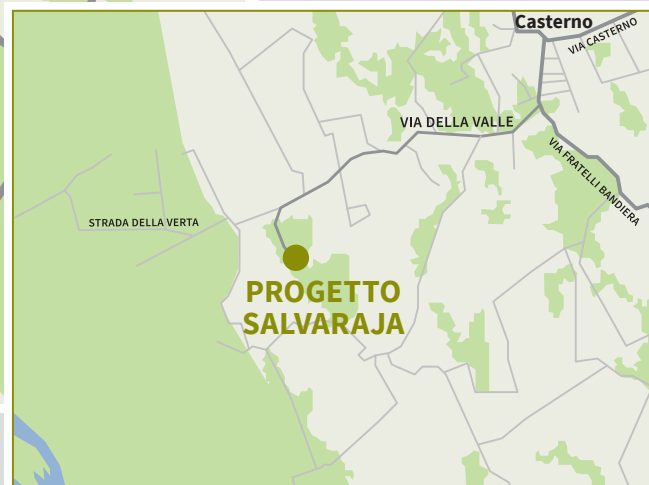 Casterno
VIA CASTERNO
VIA DELLA VALLE
VIA FRATELLI BANDIERA
STRADA DELLA VERTA
PROGETTO
SALVARAJA